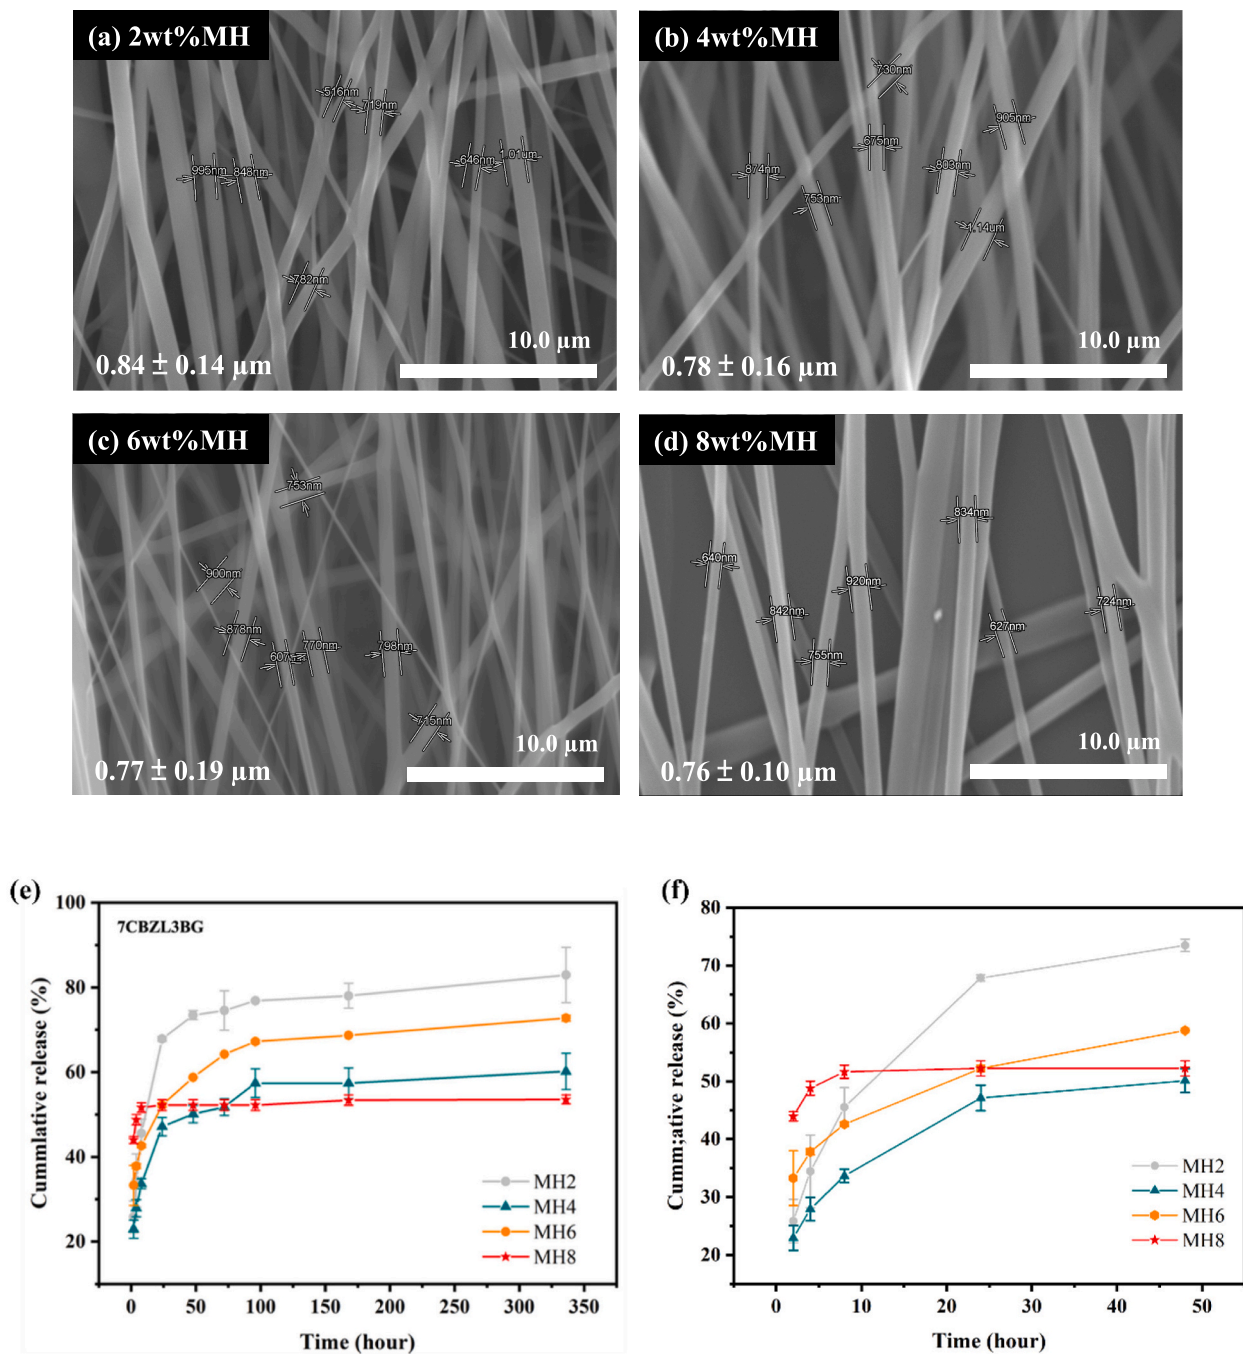 (a) 2wt%MH
516nm
719nm
995nm
848nm
646nm
1.01um
782nm
10.0 µm
0.84 ± 0.14 µm
(b) 4wt%MH
730nm
905nm
675nm
874nm
803nm
753nm
1.14um
10.0 µm
0.78 ± 0.16 µm
(c) 6wt%MH
753nm
900nm
878nm
607nm
770nm
798nm
715nm
10.0 µm
0.77 ± 0.19 µm
(d) 8wt%MH
834nm
640nm
920nm
842nm
724nm
627nm
755nm
10.0 µm
0.76 ± 0.10 µm
(e)
7CBZL3BG
Cummlative release (%)
100
80
60
40
20
MH2
MH4
MH6
MH8
0 50 100 150 200 250 300 350
Time (hour)
(f)
Cumm;ative release (%)
80
70
60
50
40
30
20
MH2
MH4
MH6
MH8
0 10 20 30 40 50
Time (hour)